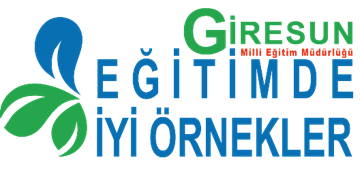 GİRESUN
Milli Eğitim Müdürlüğü
EĞİTİMDE
İYİ ÖRNEKLER